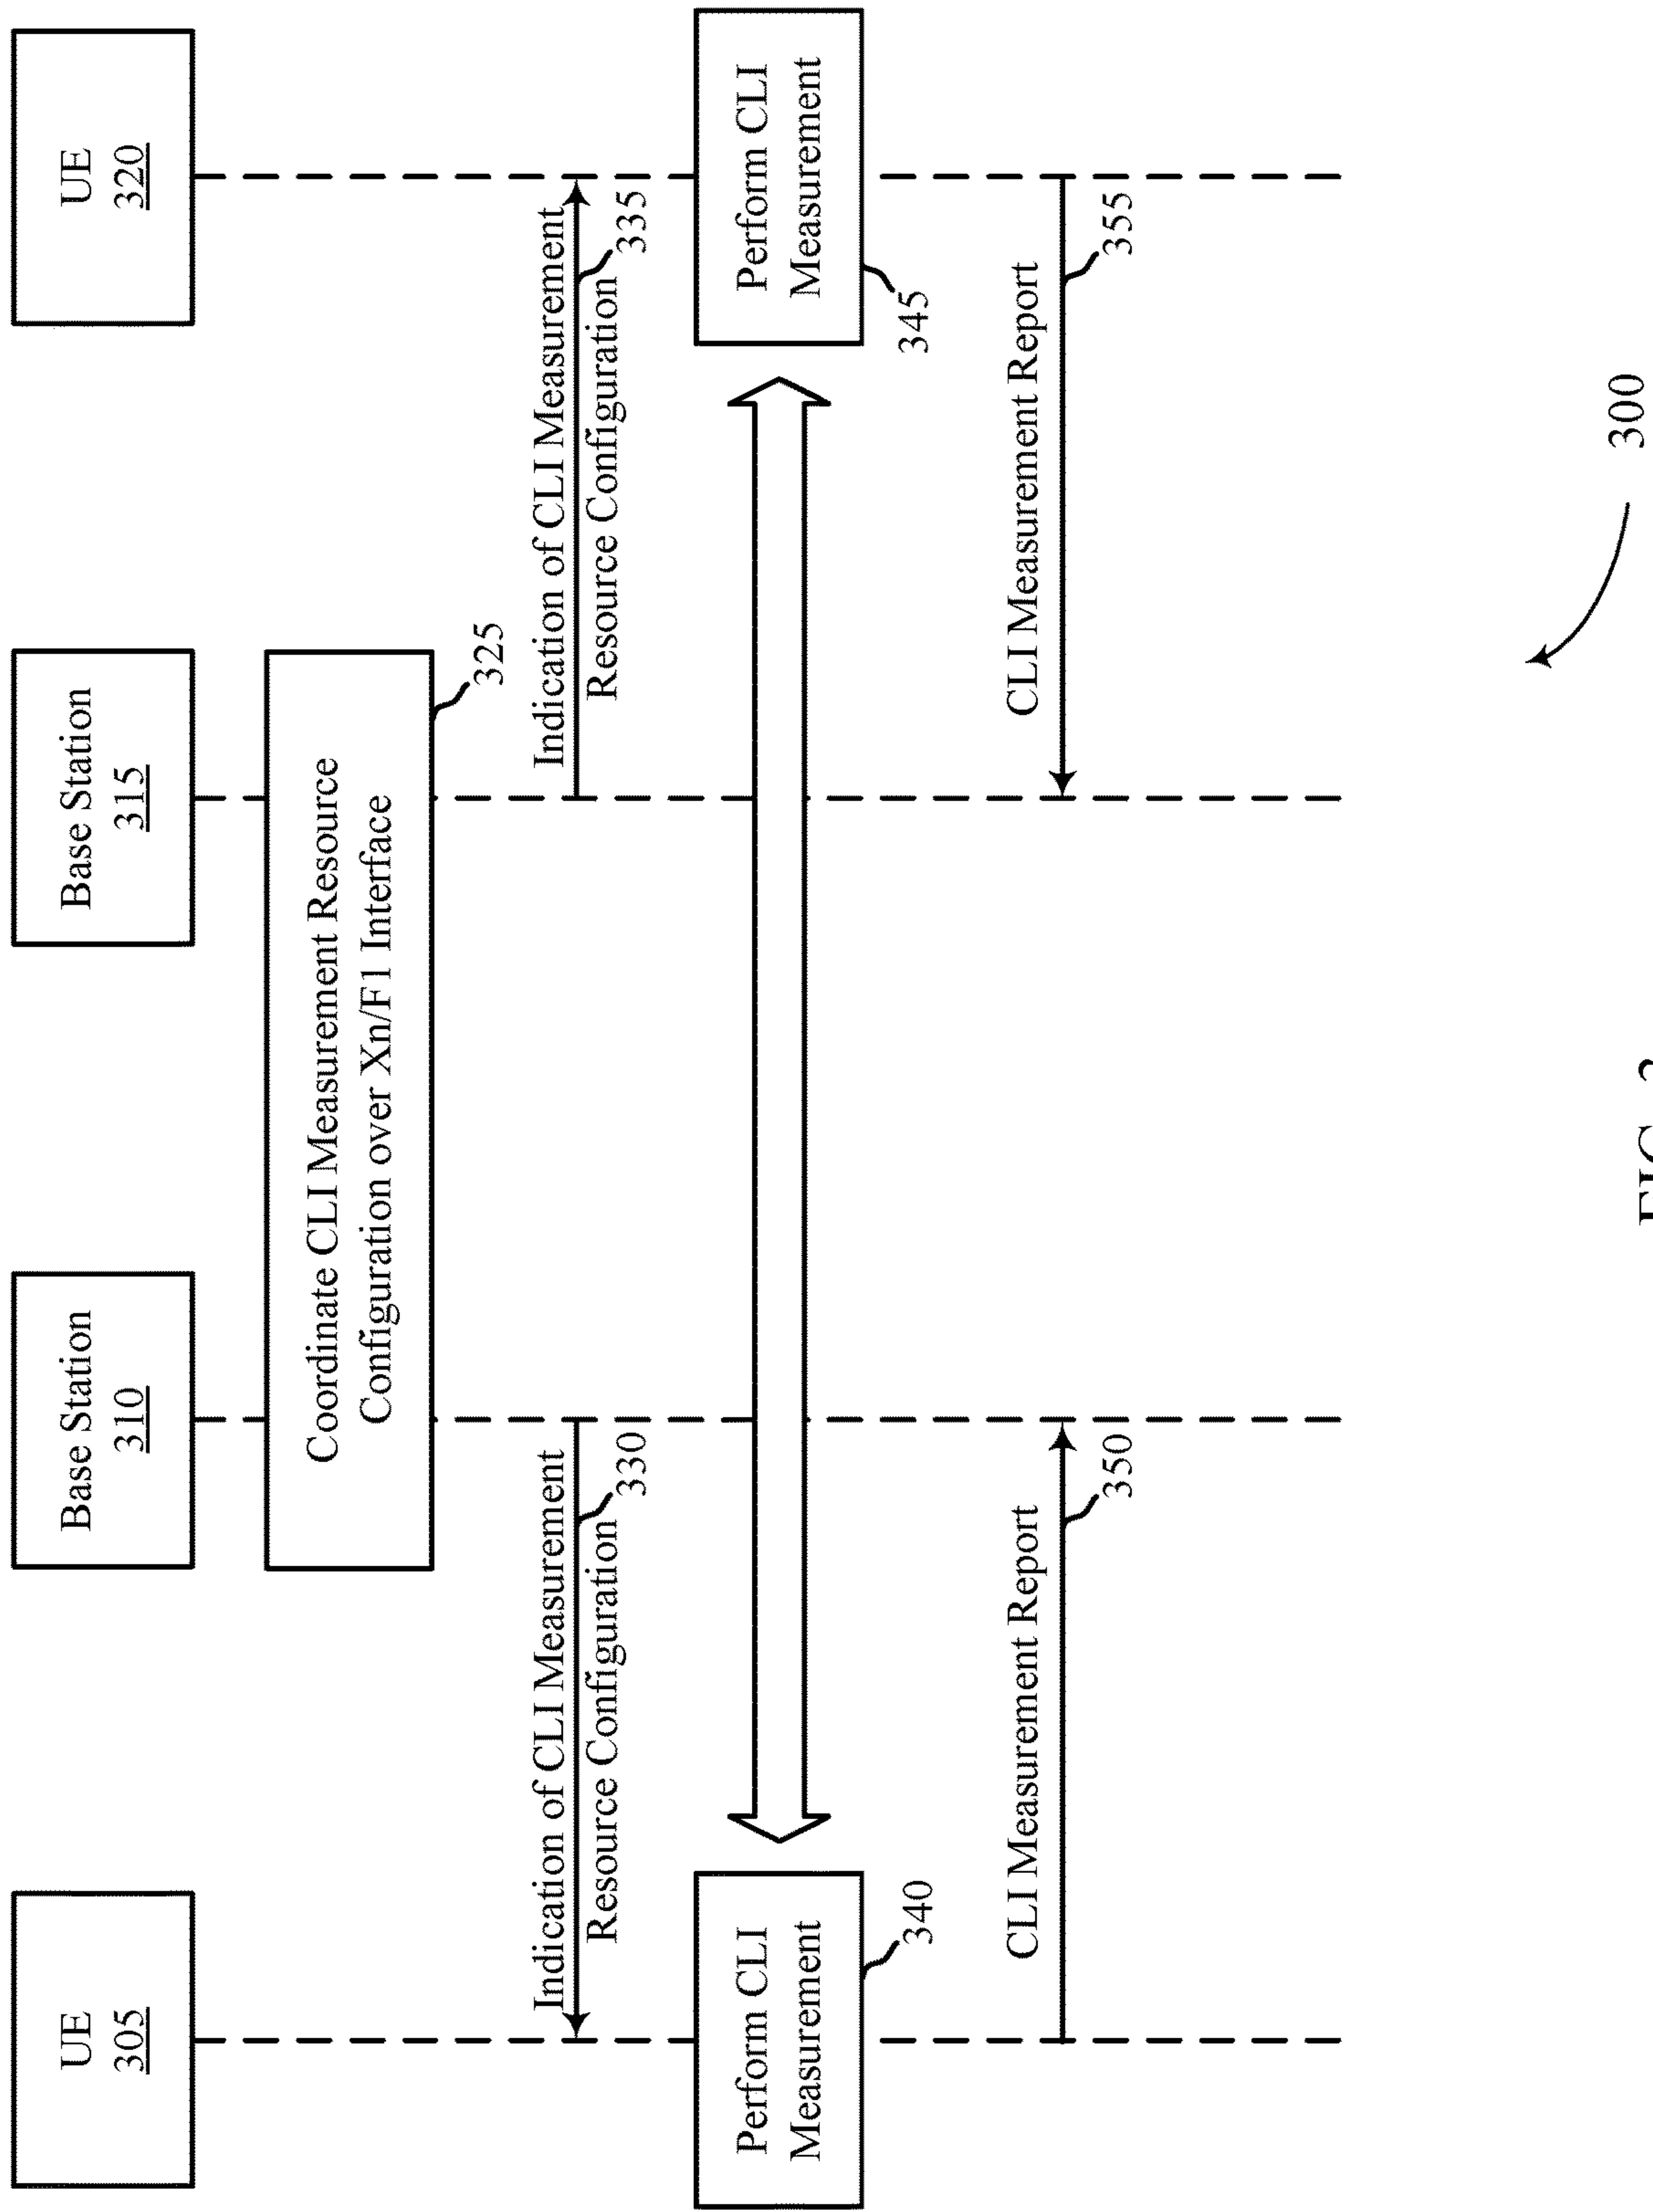 UE
305
Base Station
310
Base Station
315
UE
320
Coordinate CLI Measurement Resource
Configuration over Xn/F1 Interface
325
Indication of CLI Measurement
Resource Configuration
330
Indication of CLI Measurement
Resource Configuration
335
Perform CLI
Measurement
340
Perform CLI
Measurement
345
CLI Measurement Report
350
CLI Measurement Report
355
300
FIG.